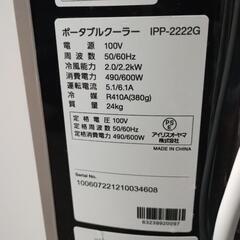 ポータブルクーラー IPP-2222G
電源 100V
周波数 50/60Hz
冷風能力 2.0/2.2kW
消費電力 490/600W
運転電流 5.1/6.1A
冷媒 R410A(380g)
質量 24kg
定格電圧 100V
定格周波数 50/60Hz
定格消費電力 490/600W
PS E
アイリスオーヤマ
株式会社
MADE IN CHINA
Serial No.
100607221210034608